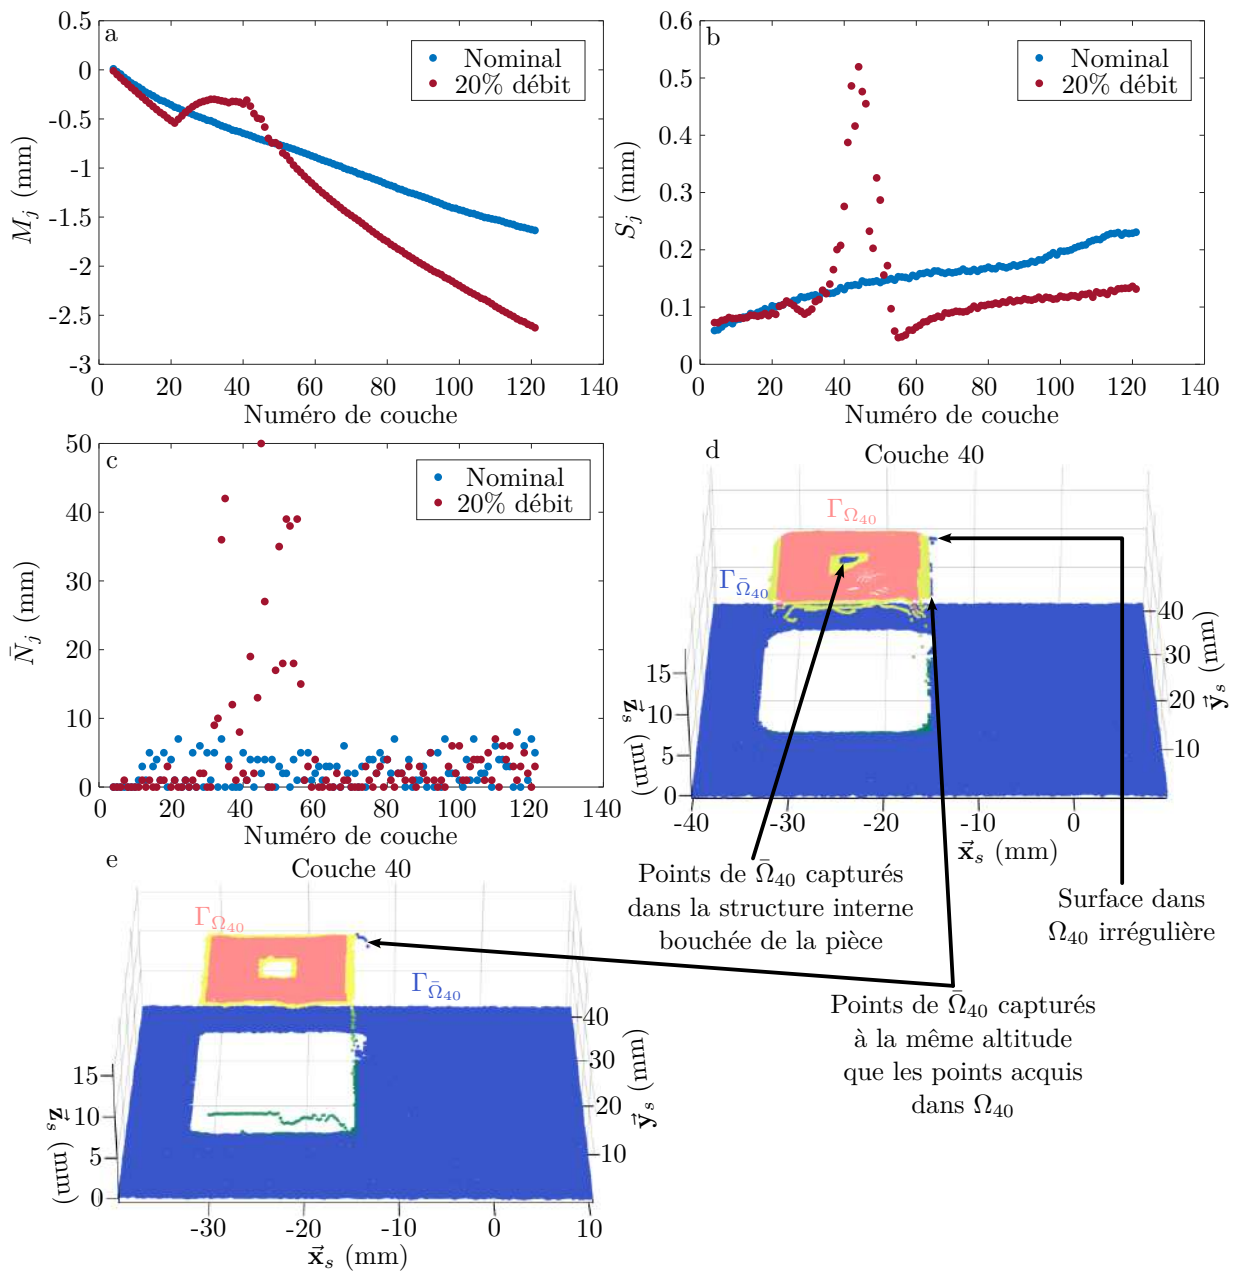 a
0.5
0
-0.5
-1
-1.5
-2
-2.5
-3
M_j (mm)
Nominal
20% débit
0 20 40 60 80 100 120 140
Numéro de couche
b
0.6
0.5
0.4
0.3
0.2
0.1
0
S_j (mm)
Nominal
20% débit
0 20 40 60 80 100 120 140
Numéro de couche
c
50
40
30
20
10
0
N̄_j (mm)
Nominal
20% débit
0 20 40 60 80 100 120 140
Numéro de couche
d
Couche 40
Γ_Ω₄₀
Γ_Ω̄₄₀
15
10
5
0
z⃗_s (mm)
40
30
20
10
y⃗_s (mm)
-40 -30 -20 -10 0
x⃗_s (mm)
Points de Ω̄₄₀ capturés
dans la structure interne
bouchée de la pièce
Surface dans
Ω₄₀ irrégulière
Points de Ω̄₄₀ capturés
à la même altitude
que les points acquis
dans Ω₄₀
e
Couche 40
Γ_Ω₄₀
Γ_Ω̄₄₀
15
10
5
0
z⃗_s (mm)
40
30
20
10
y⃗_s (mm)
-30 -20 -10 0 10
x⃗_s (mm)